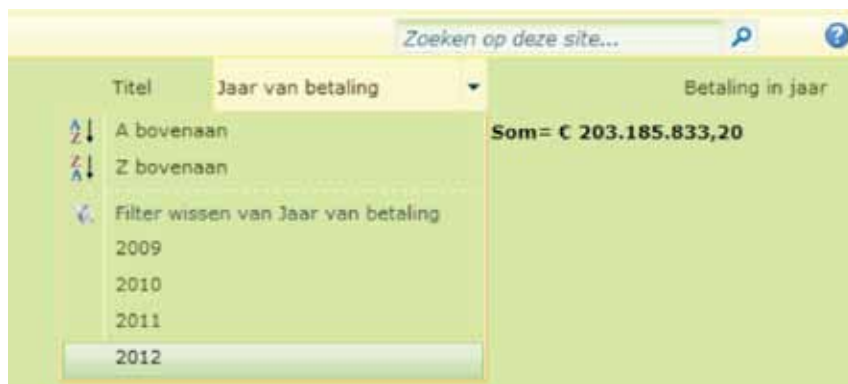 Zoeken op deze site...
Titel Jaar van betaling Betaling in jaar
A bovenaan Som= € 203.185.833,20
Z bovenaan
Filter wissen van Jaar van betaling
2009
2010
2011
2012